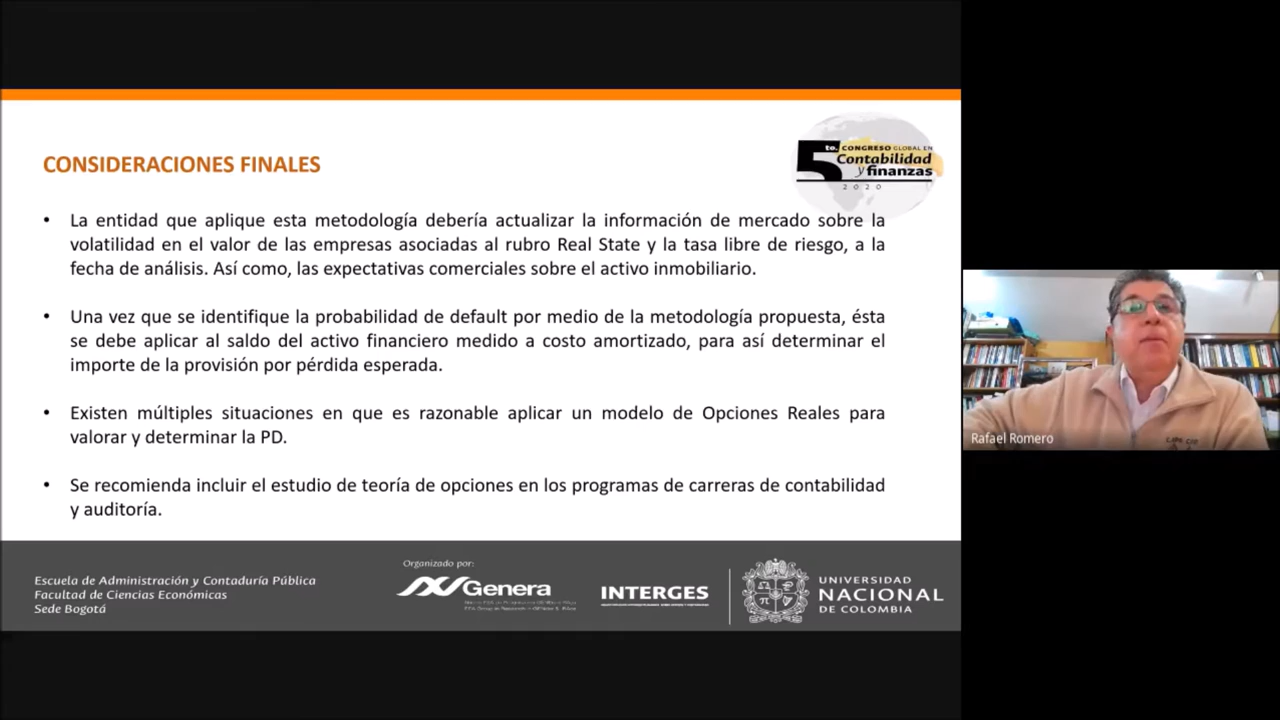 CONSIDERACIONES FINALES
5to. CONGRESO GLOBAL EN
Contabilidad
y finanzas
2020
• La entidad que aplique esta metodología debería actualizar la información de mercado sobre la
volatilidad en el valor de las empresas asociadas al rubro Real State y la tasa libre de riesgo, a la
fecha de análisis. Así como, las expectativas comerciales sobre el activo inmobiliario.
• Una vez que se identifique la probabilidad de default por medio de la metodología propuesta, ésta
se debe aplicar al saldo del activo financiero medido a costo amortizado, para así determinar el
importe de la provisión por pérdida esperada.
• Existen múltiples situaciones en que es razonable aplicar un modelo de Opciones Reales para
valorar y determinar la PD.
• Se recomienda incluir el estudio de teoría de opciones en los programas de carreras de contabilidad
y auditoría.
Rafael Romero
Escuela de Administración y Contaduría Pública
Facultad de Ciencias Económicas
Sede Bogotá
Organizado por:
Genera
INTERGES
UNIVERSIDAD
NACIONAL
DE COLOMBIA